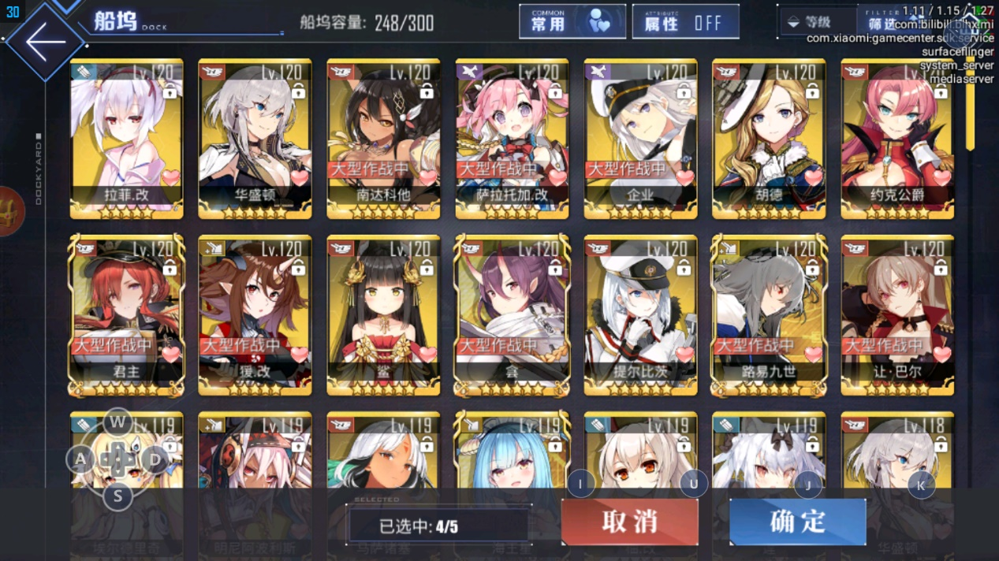 30
船坞 DOCK
船坞容量: 248/300
COMMON
常用
ATTRIBUTE
属性 OFF
等级
FILTER
筛选
1.11 / 1.15 / 1.27
com.bilibili.blhx.mi
com.xiaomi.gamecenter.sdk.service
surfaceflinger
system_server
mediaserver
DOCKYARD
Lv.120 Lv.120 Lv.120 Lv.120 Lv.120 Lv.120 Lv.120
大型作战中 大型作战中 大型作战中
拉菲.改 华盛顿 南达科他 萨拉托加.改 企业 胡德 约克公爵
Lv.120 Lv.120 Lv.120 Lv.120 Lv.120 Lv.120 Lv.120
大型作战中 大型作战中 大型作战中 大型作战中 大型作战中
君主 猨.改 鲨 雲 提尔比茨 路易九世 让·巴尔
Lv.119 Lv.119 Lv.119 Lv.119 Lv.119 Lv.119 Lv.118
W
A D
S
I U J K
SELECTED
已选中: 4/5
取消
确定
埃尔德里奇 明尼阿波利斯 马萨诸塞 海王星 华盛顿